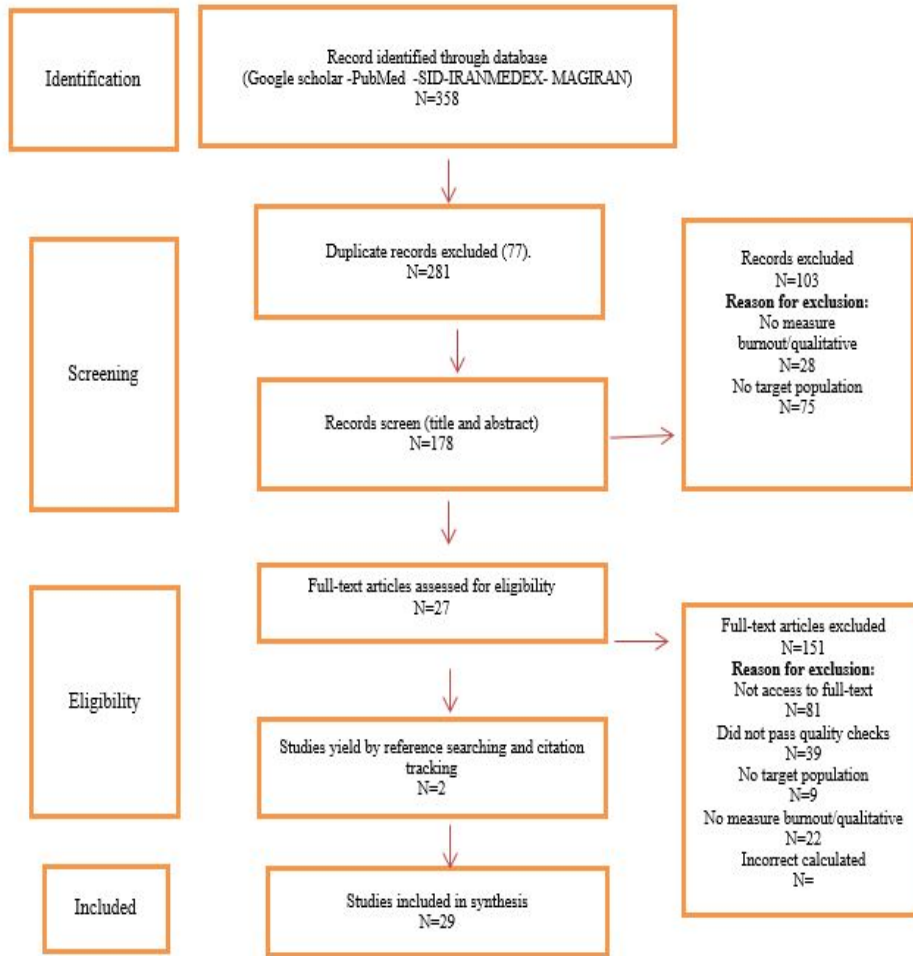 Identification
Record identified through database
(Google scholar -PubMed -SID-IRANMEDEX- MAGIRAN)
N=358
Screening
Duplicate records excluded (77).
N=281
Records excluded
N=103
Reason for exclusion:
No measure
burnout/qualitative
N=28
No target population
N=75
Records screen (title and abstract)
N=178
Eligibility
Full-text articles assessed for eligibility
N=27
Full-text articles excluded
N=151
Reason for exclusion:
Not access to full-text
N=81
Did not pass quality checks
N=39
No target population
N=9
No measure burnout/qualitative
N=22
Incorrect calculated
N=
Studies yield by reference searching and citation
tracking
N=2
Included
Studies included in synthesis
N=29